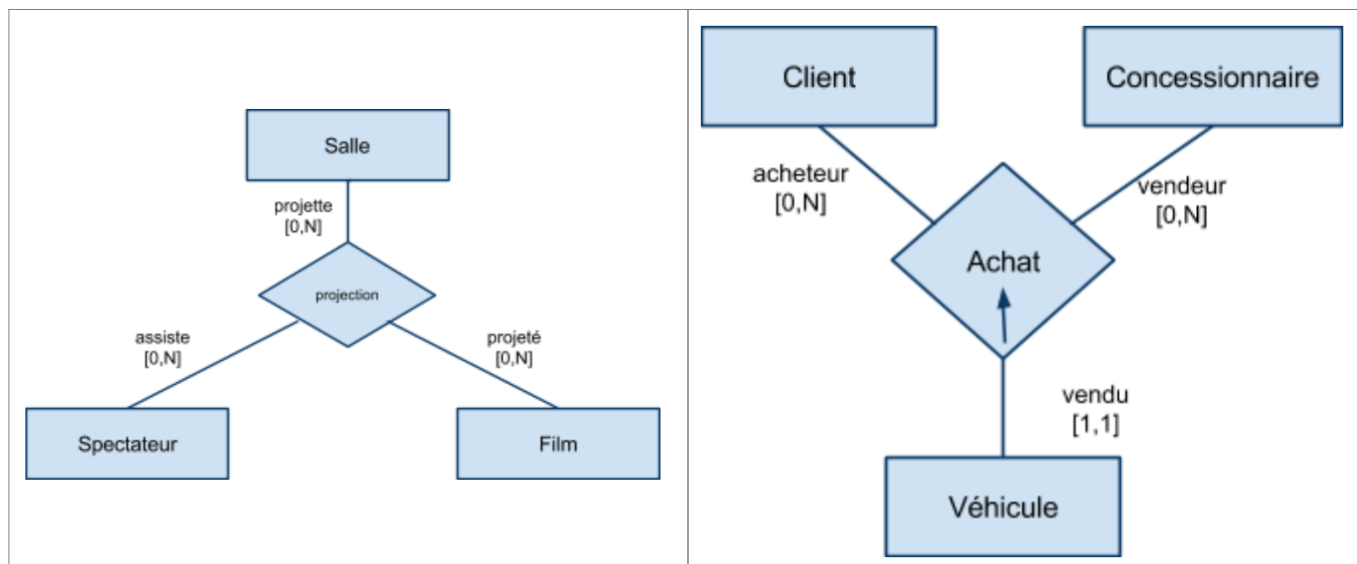 Salle
projette
[0,N]
projection
assiste
[0,N]
projeté
[0,N]
Spectateur
Film
Client
Concessionnaire
acheteur
[0,N]
vendeur
[0,N]
Achat
vendu
[1,1]
Véhicule